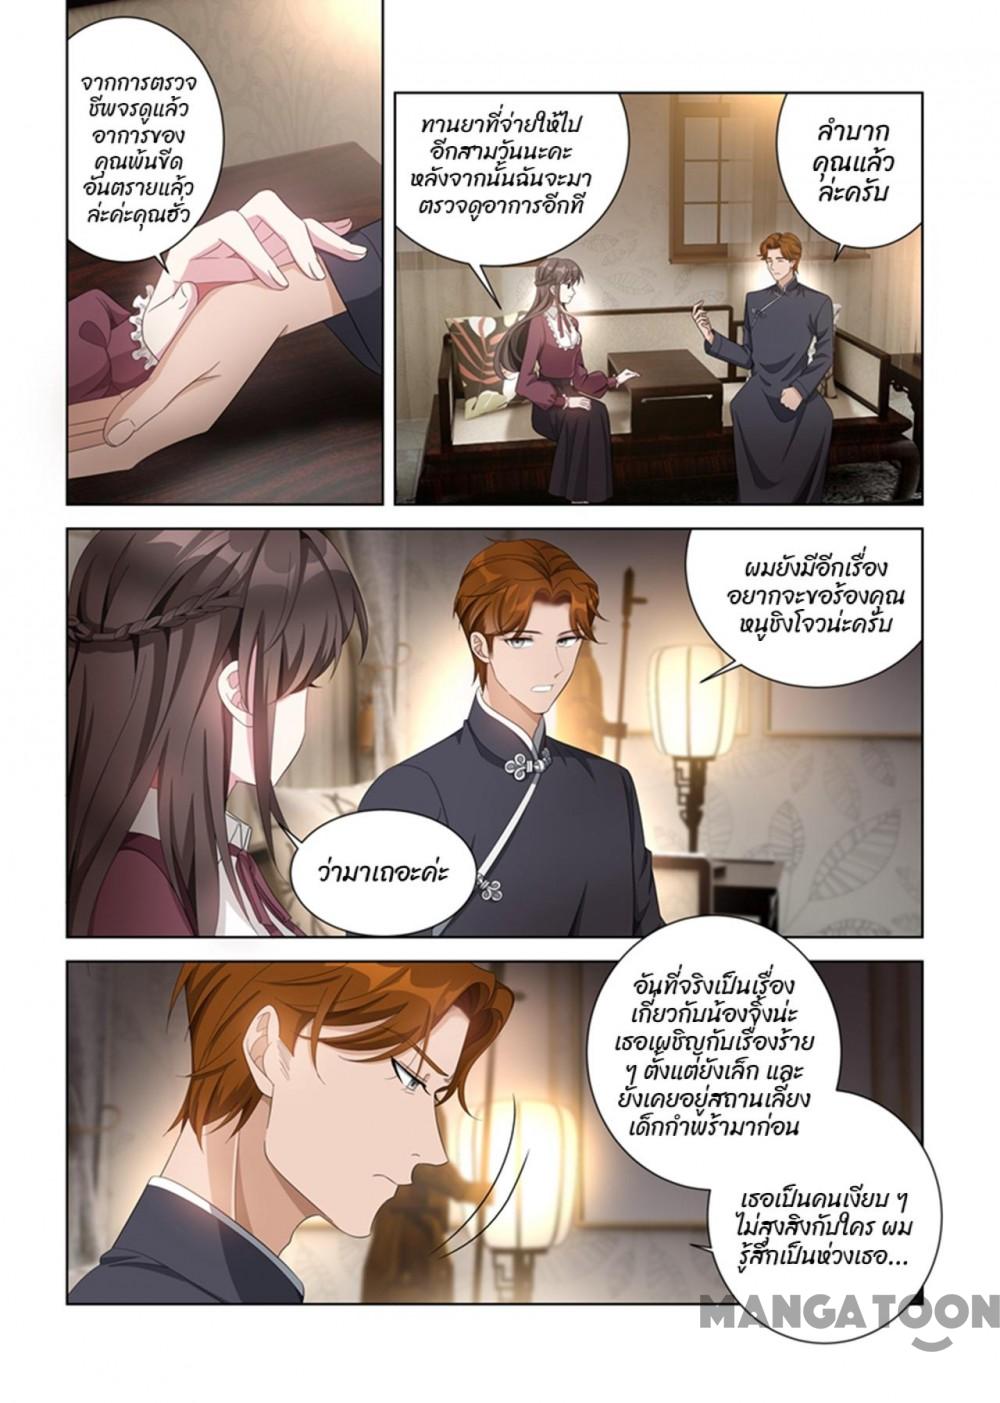 จากการตรวจ
ชีพจรดูแล้ว
อาการของ
คุณพ้นขีด
อันตรายแล้ว
ล่ะค่ะคุณฮั่ว
ทานยาที่จ่ายให้ไป
อีกสามวันนะคะ
หลังจากนั้นฉันจะมา
ตรวจดูอาการอีกที
ลำบาก
คุณแล้ว
ล่ะครับ
ผมยังมีอีกเรื่อง
อยากจะขอร้องคุณ
หนูชิงโจวน่ะครับ
ว่ามาเถอะค่ะ
อันที่จริงเป็นเรื่อง
เกี่ยวกับน้องจิ้งน่ะ
เธอเผชิญกับเรื่องร้าย
ๆ ตั้งแต่ยังเล็ก และ
ยังเคยอยู่สถานเลี้ยง
เด็กกำพร้ามาก่อน
เธอเป็นคนเงียบ ๆ
ไม่สุงสิงกับใคร ผม
รู้สึกเป็นห่วงเธอ...
MANGATOON